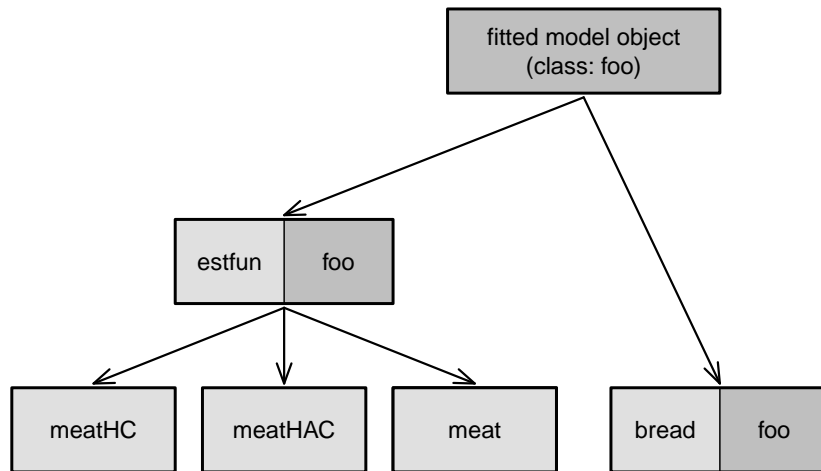 fitted model object
(class: foo)
estfun foo
meatHC meatHAC meat bread foo